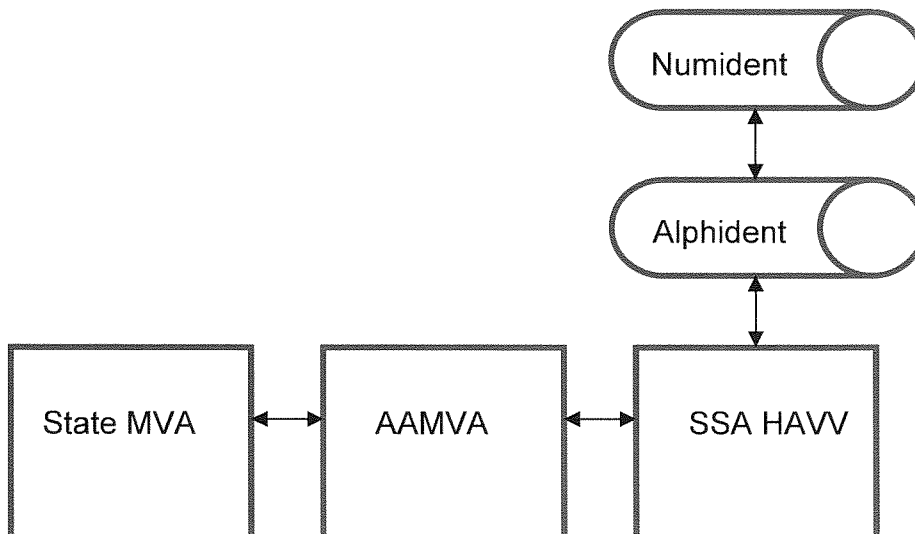 Numident
Alphident
State MVA
AAMVA
SSA HAVV